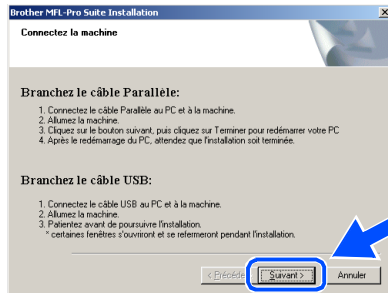 Brother MFL-Pro Suite Installation
Connectez la machine
Branchez le câble Parallèle:
1. Connectez le câble Parallèle au PC et à la machine.
2. Allumez la machine.
3. Cliquez sur le bouton suivant, puis cliquez sur Terminer pour redémarrer votre PC
4. Après le redémarrage du PC, attendez que l'installation soit terminée.
Branchez le câble USB:
1. Connectez le câble USB au PC et à la machine.
2. Allumez la machine.
3. Patientez avant de poursuivre l'installation.
* certaines fenêtres s'ouvriront et se refermeront pendant l'installation.
Suivant > Annuler